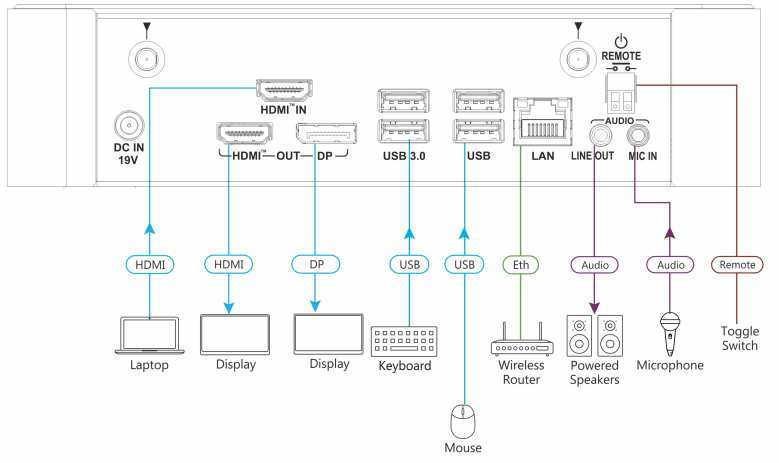 REMOTE
HDMI™ IN
DC IN
19V
HDMI™ OUT DP
USB 3.0
USB
LAN
AUDIO
LINE OUT
MIC IN
HDMI
HDMI
DP
USB
USB
Eth
Audio
Audio
Remote
Laptop
Display
Display
Keyboard
Mouse
Wireless
Router
Powered
Speakers
Microphone
Toggle
Switch